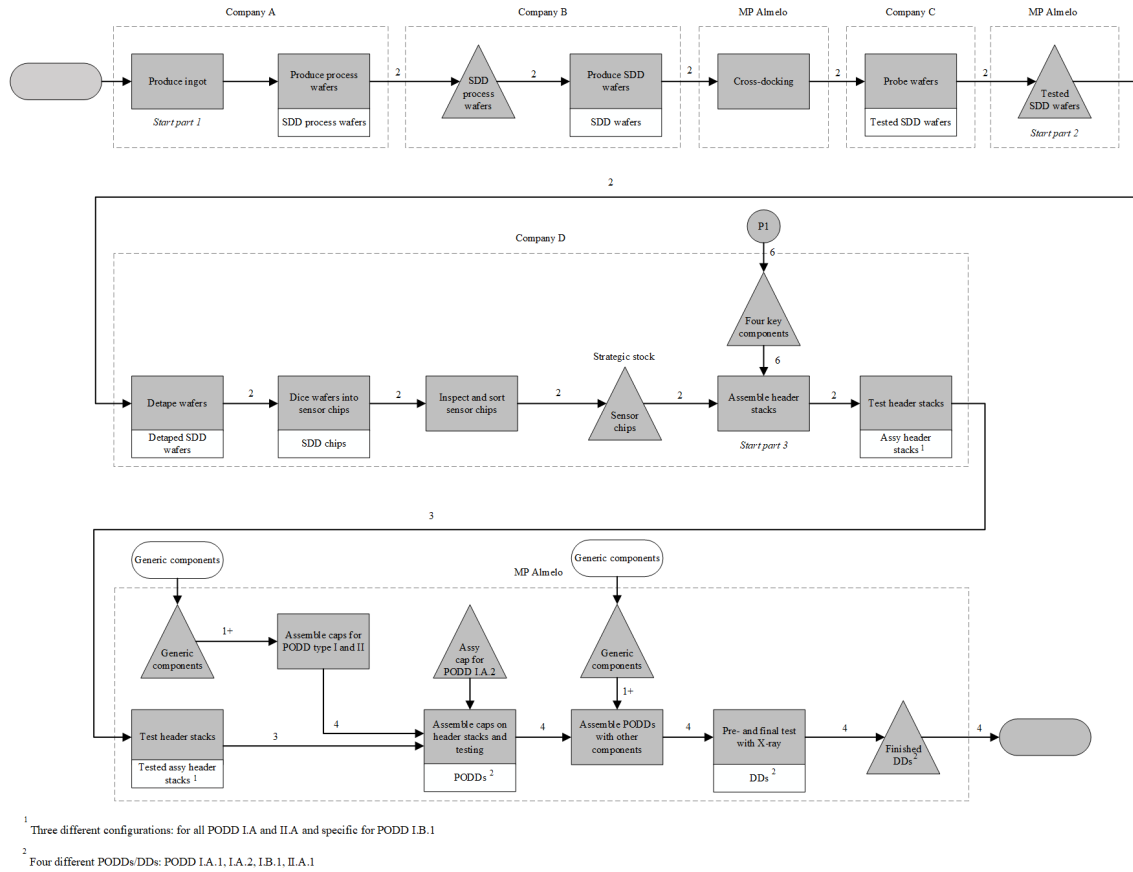 Company A
Company B
MP Almelo
Company C
MP Almelo
Produce ingot
Start part 1
Produce process
wafers
SDD process wafers
2
SDD
process
wafers
2
Produce SDD
wafers
SDD wafers
2
Cross-docking
2
Probe wafers
Tested SDD wafers
2
Tested
SDD wafers
Start part 2
2
Company D
P1
6
Four key
components
6
Detape wafers
Detaped SDD
wafers
2
Dice wafers into
sensor chips
SDD chips
2
Inspect and sort
sensor chips
2
Strategic stock
Sensor
chips
2
Assemble header
stacks
Start part 3
2
Test header stacks
Assy header
stacks 1
3
Generic components
Generic components
MP Almelo
Generic
components
1+
Assemble caps for
PODD type I and II
4
Assy
cap for
PODD I.A.2
Generic
components
1+
Test header stacks
Tested assy header
stacks 1
3
Assemble caps on
header stacks and
testing
PODDs 2
4
Assemble PODDs
with other
components
4
Pre- and final test
with X-ray
DDs 2
4
Finished
DDs 2
4
1 Three different configurations: for all PODD I.A and II.A and specific for PODD I.B.1
2 Four different PODDs/DDs: PODD I.A.1, I.A.2, I.B.1, II.A.1